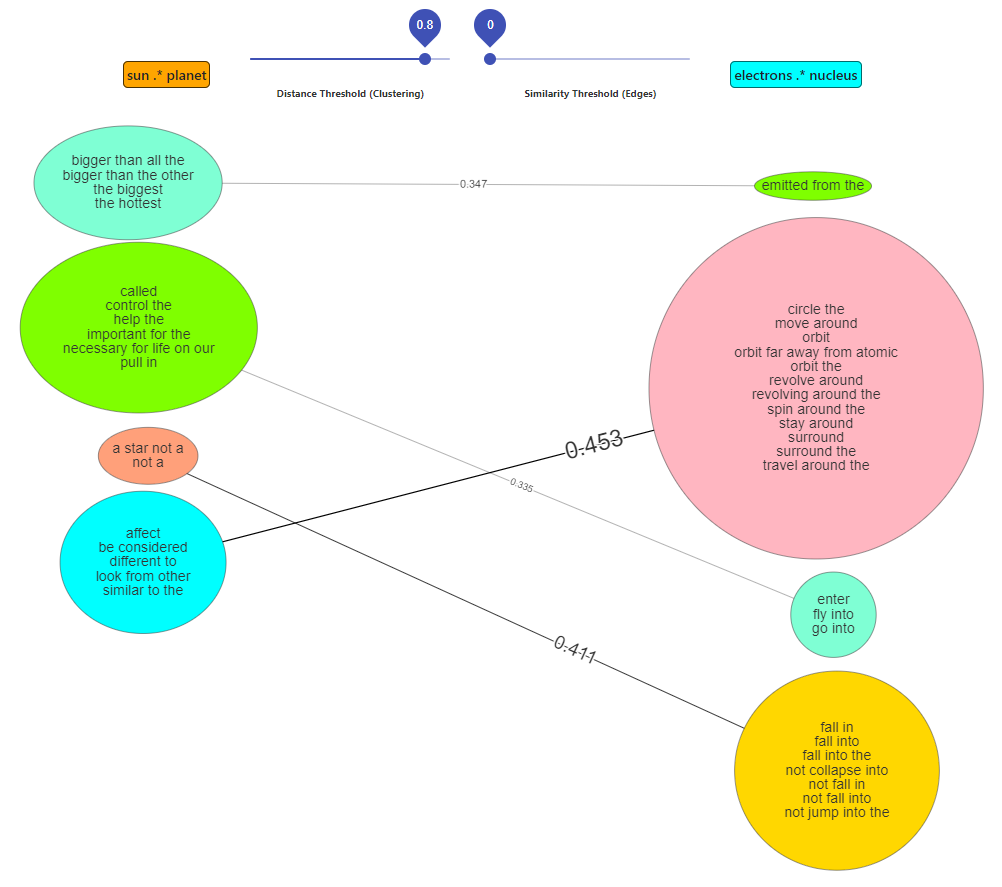 0.8
0
sun .* planet
electrons .* nucleus
Distance Threshold (Clustering)
Similarity Threshold (Edges)
bigger than all the
bigger than the other
the biggest
the hottest
0.347
emitted from the
called
control the
help the
important for the
necessary for life on our
pull in
circle the
move around
orbit
orbit far away from atomic
orbit the
revolve around
revolving around the
spin around the
stay around
surround
surround the
travel around the
a star not a
not a
0.453
0.335
affect
be considered
different to
look from other
similar to the
enter
fly into
go into
0.411
fall in
fall into
fall into the
not collapse into
not fall in
not fall into
not jump into the